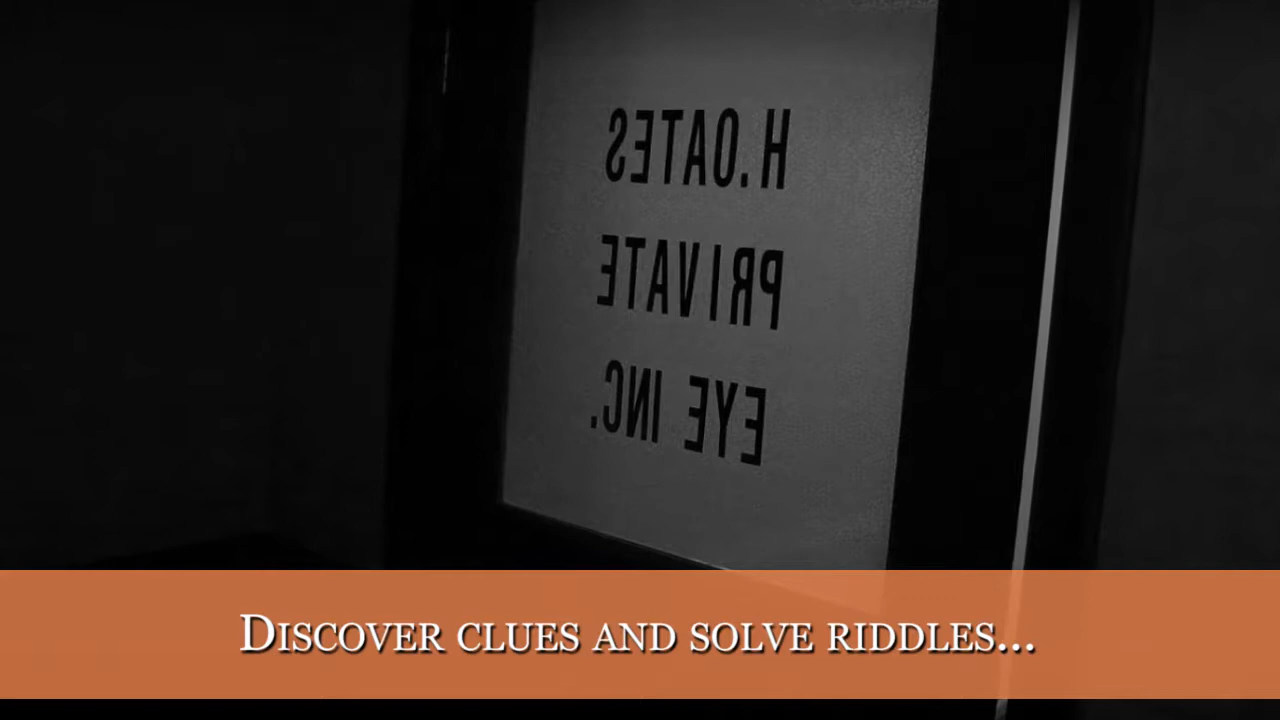 H.OATES
PRIVATE
EYE INC.
DISCOVER CLUES AND SOLVE RIDDLES...